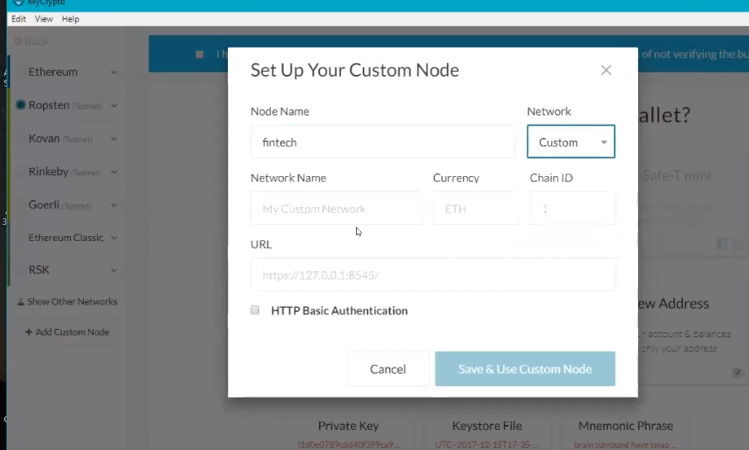 MyCrypto
Edit View Help
Back
of not verifying the bu
Ethereum
Ropsten (Testnet)
Kovan (Testnet)
Rinkeby (Testnet)
Goerli (Testnet)
Ethereum Classic
RSK
Show Other Networks
+ Add Custom Node
Set Up Your Custom Node
Node Name
Network
fintech
Custom
Network Name
Currency
Chain ID
My Custom Network
ETH
1
URL
https://127.0.0.1:8545/
HTTP Basic Authentication
Cancel
Save & Use Custom Node
allet?
Safe-T mini
ew Address
account & balances
only your address
Private Key
Keystore File
Mnemonic Phrase
f1d0e0789c6d40f399ca9...
UTC--2017-12-15T17-35-...
brain surround have swap ...